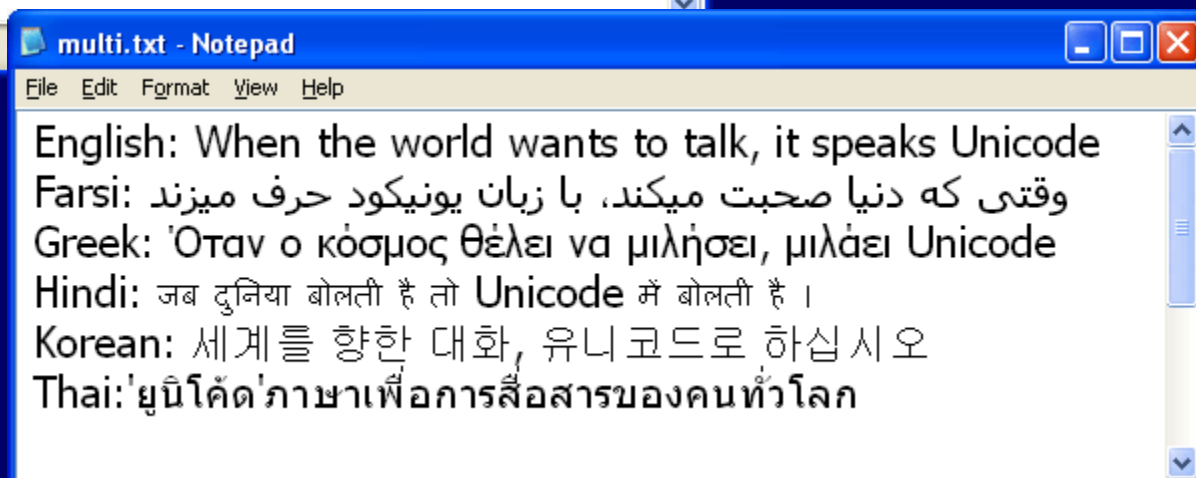 multi.txt - Notepad
File Edit Format View Help
English: When the world wants to talk, it speaks Unicode
Farsi: وقتی که دنیا صحبت میکند، با زبان یونیکود حرف میزند
Greek: Όταν ο κόσμος θέλει να μιλήσει, μιλάει Unicode
Hindi: जब दुनिया बोलती है तो Unicode में बोलती है ।
Korean: 세계를 향한 대화, 유니코드로 하십시오
Thai:'ยูนิโค้ด'ภาษาเพื่อการสื่อสารของคนทั่วโลก